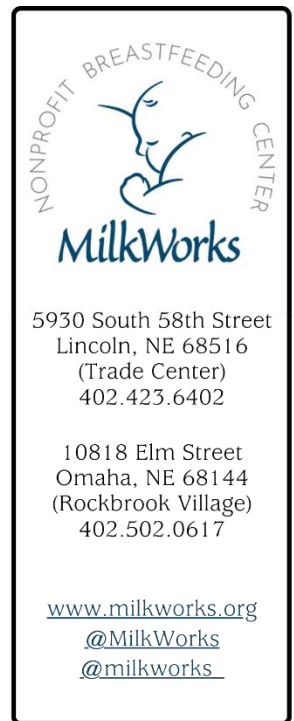 NONPROFIT BREASTFEEDING CENTER
MilkWorks
5930 South 58th Street
Lincoln, NE 68516
(Trade Center)
402.423.6402
10818 Elm Street
Omaha, NE 68144
(Rockbrook Village)
402.502.0617
www.milkworks.org
@MilkWorks
@milkworks_